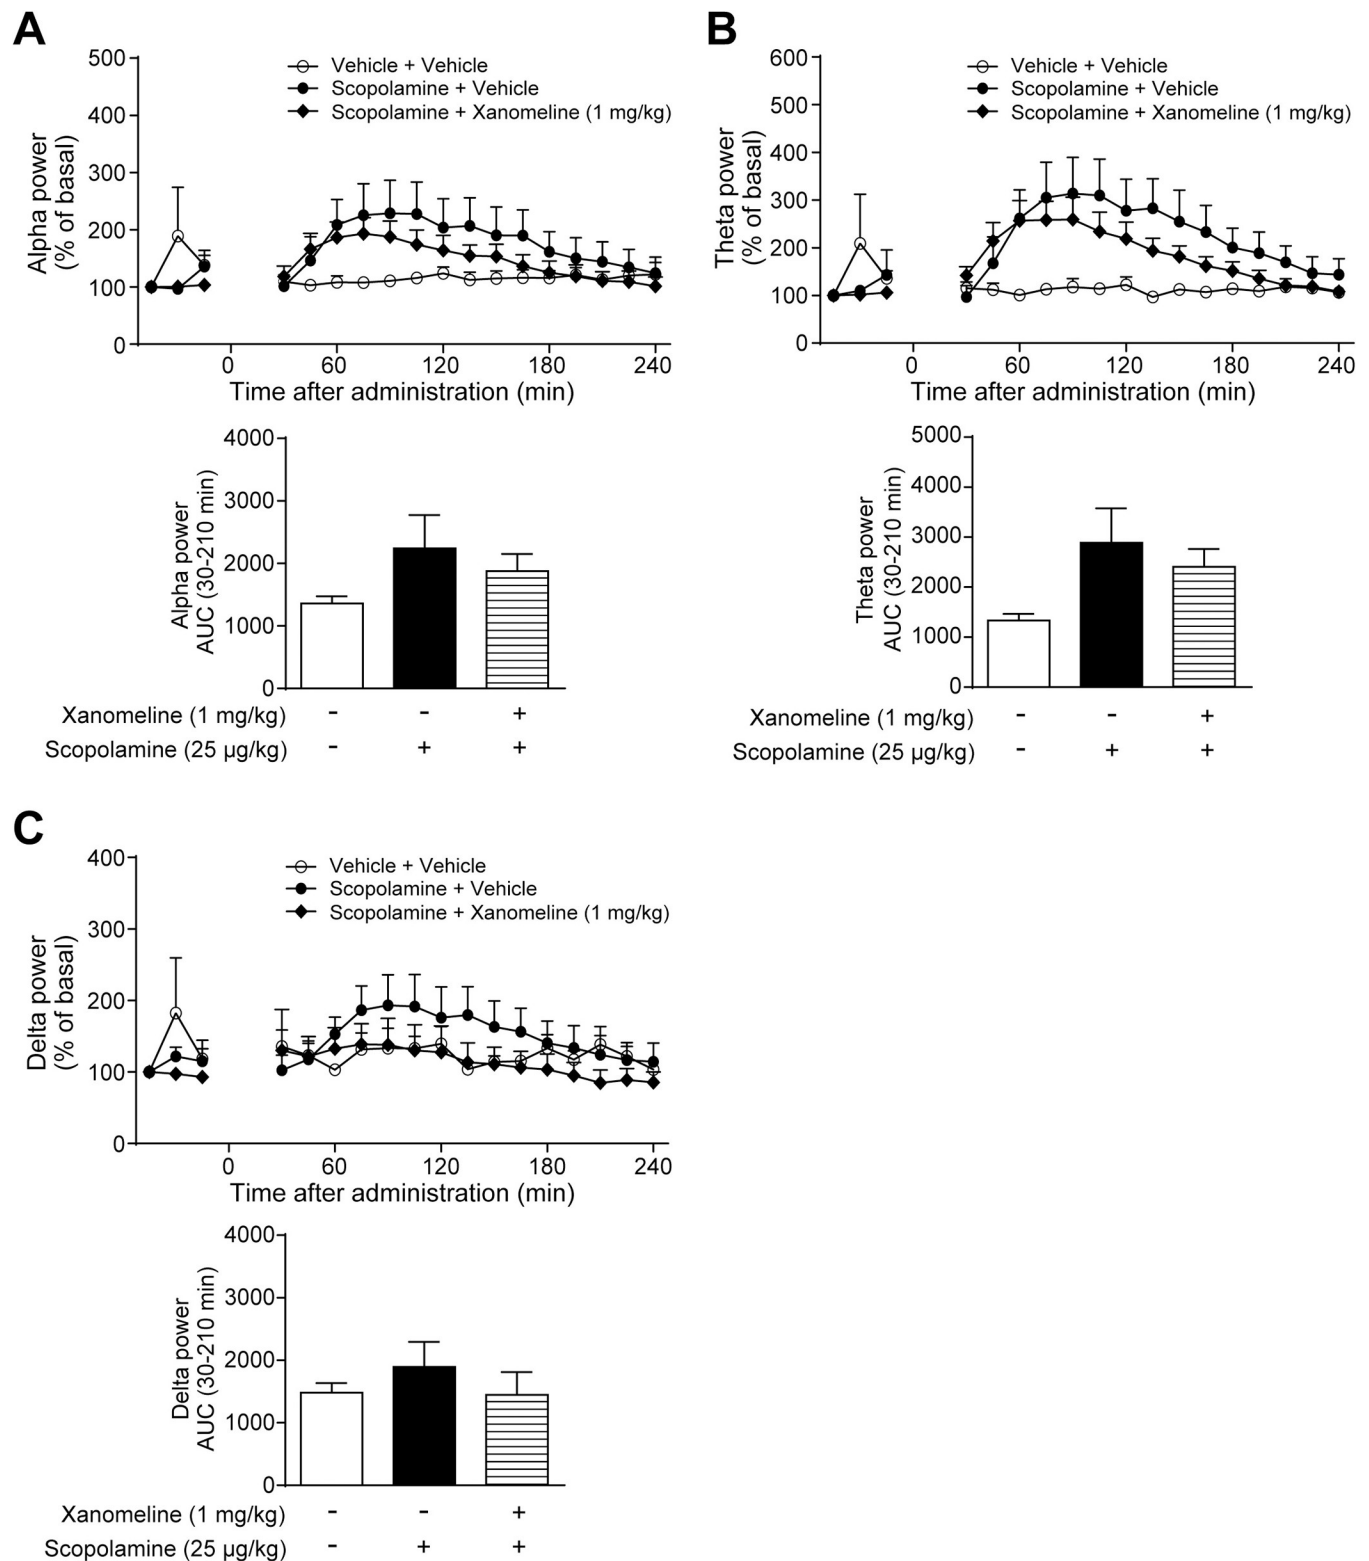 A
500
400
300
200
100
0
Alpha power
(% of basal)
Vehicle + Vehicle
Scopolamine + Vehicle
Scopolamine + Xanomeline (1 mg/kg)
0 60 120 180 240
Time after administration (min)
4000
3000
2000
1000
0
Alpha power
AUC (30-210 min)
Xanomeline (1 mg/kg) - - +
Scopolamine (25 µg/kg) - + +
B
600
500
400
300
200
100
0
Theta power
(% of basal)
Vehicle + Vehicle
Scopolamine + Vehicle
Scopolamine + Xanomeline (1 mg/kg)
0 60 120 180 240
Time after administration (min)
5000
4000
3000
2000
1000
0
Theta power
AUC (30-210 min)
Xanomeline (1 mg/kg) - - +
Scopolamine (25 µg/kg) - + +
C
400
300
200
100
0
Delta power
(% of basal)
Vehicle + Vehicle
Scopolamine + Vehicle
Scopolamine + Xanomeline (1 mg/kg)
0 60 120 180 240
Time after administration (min)
4000
3000
2000
1000
0
Delta power
AUC (30-210 min)
Xanomeline (1 mg/kg) - - +
Scopolamine (25 µg/kg) - + +